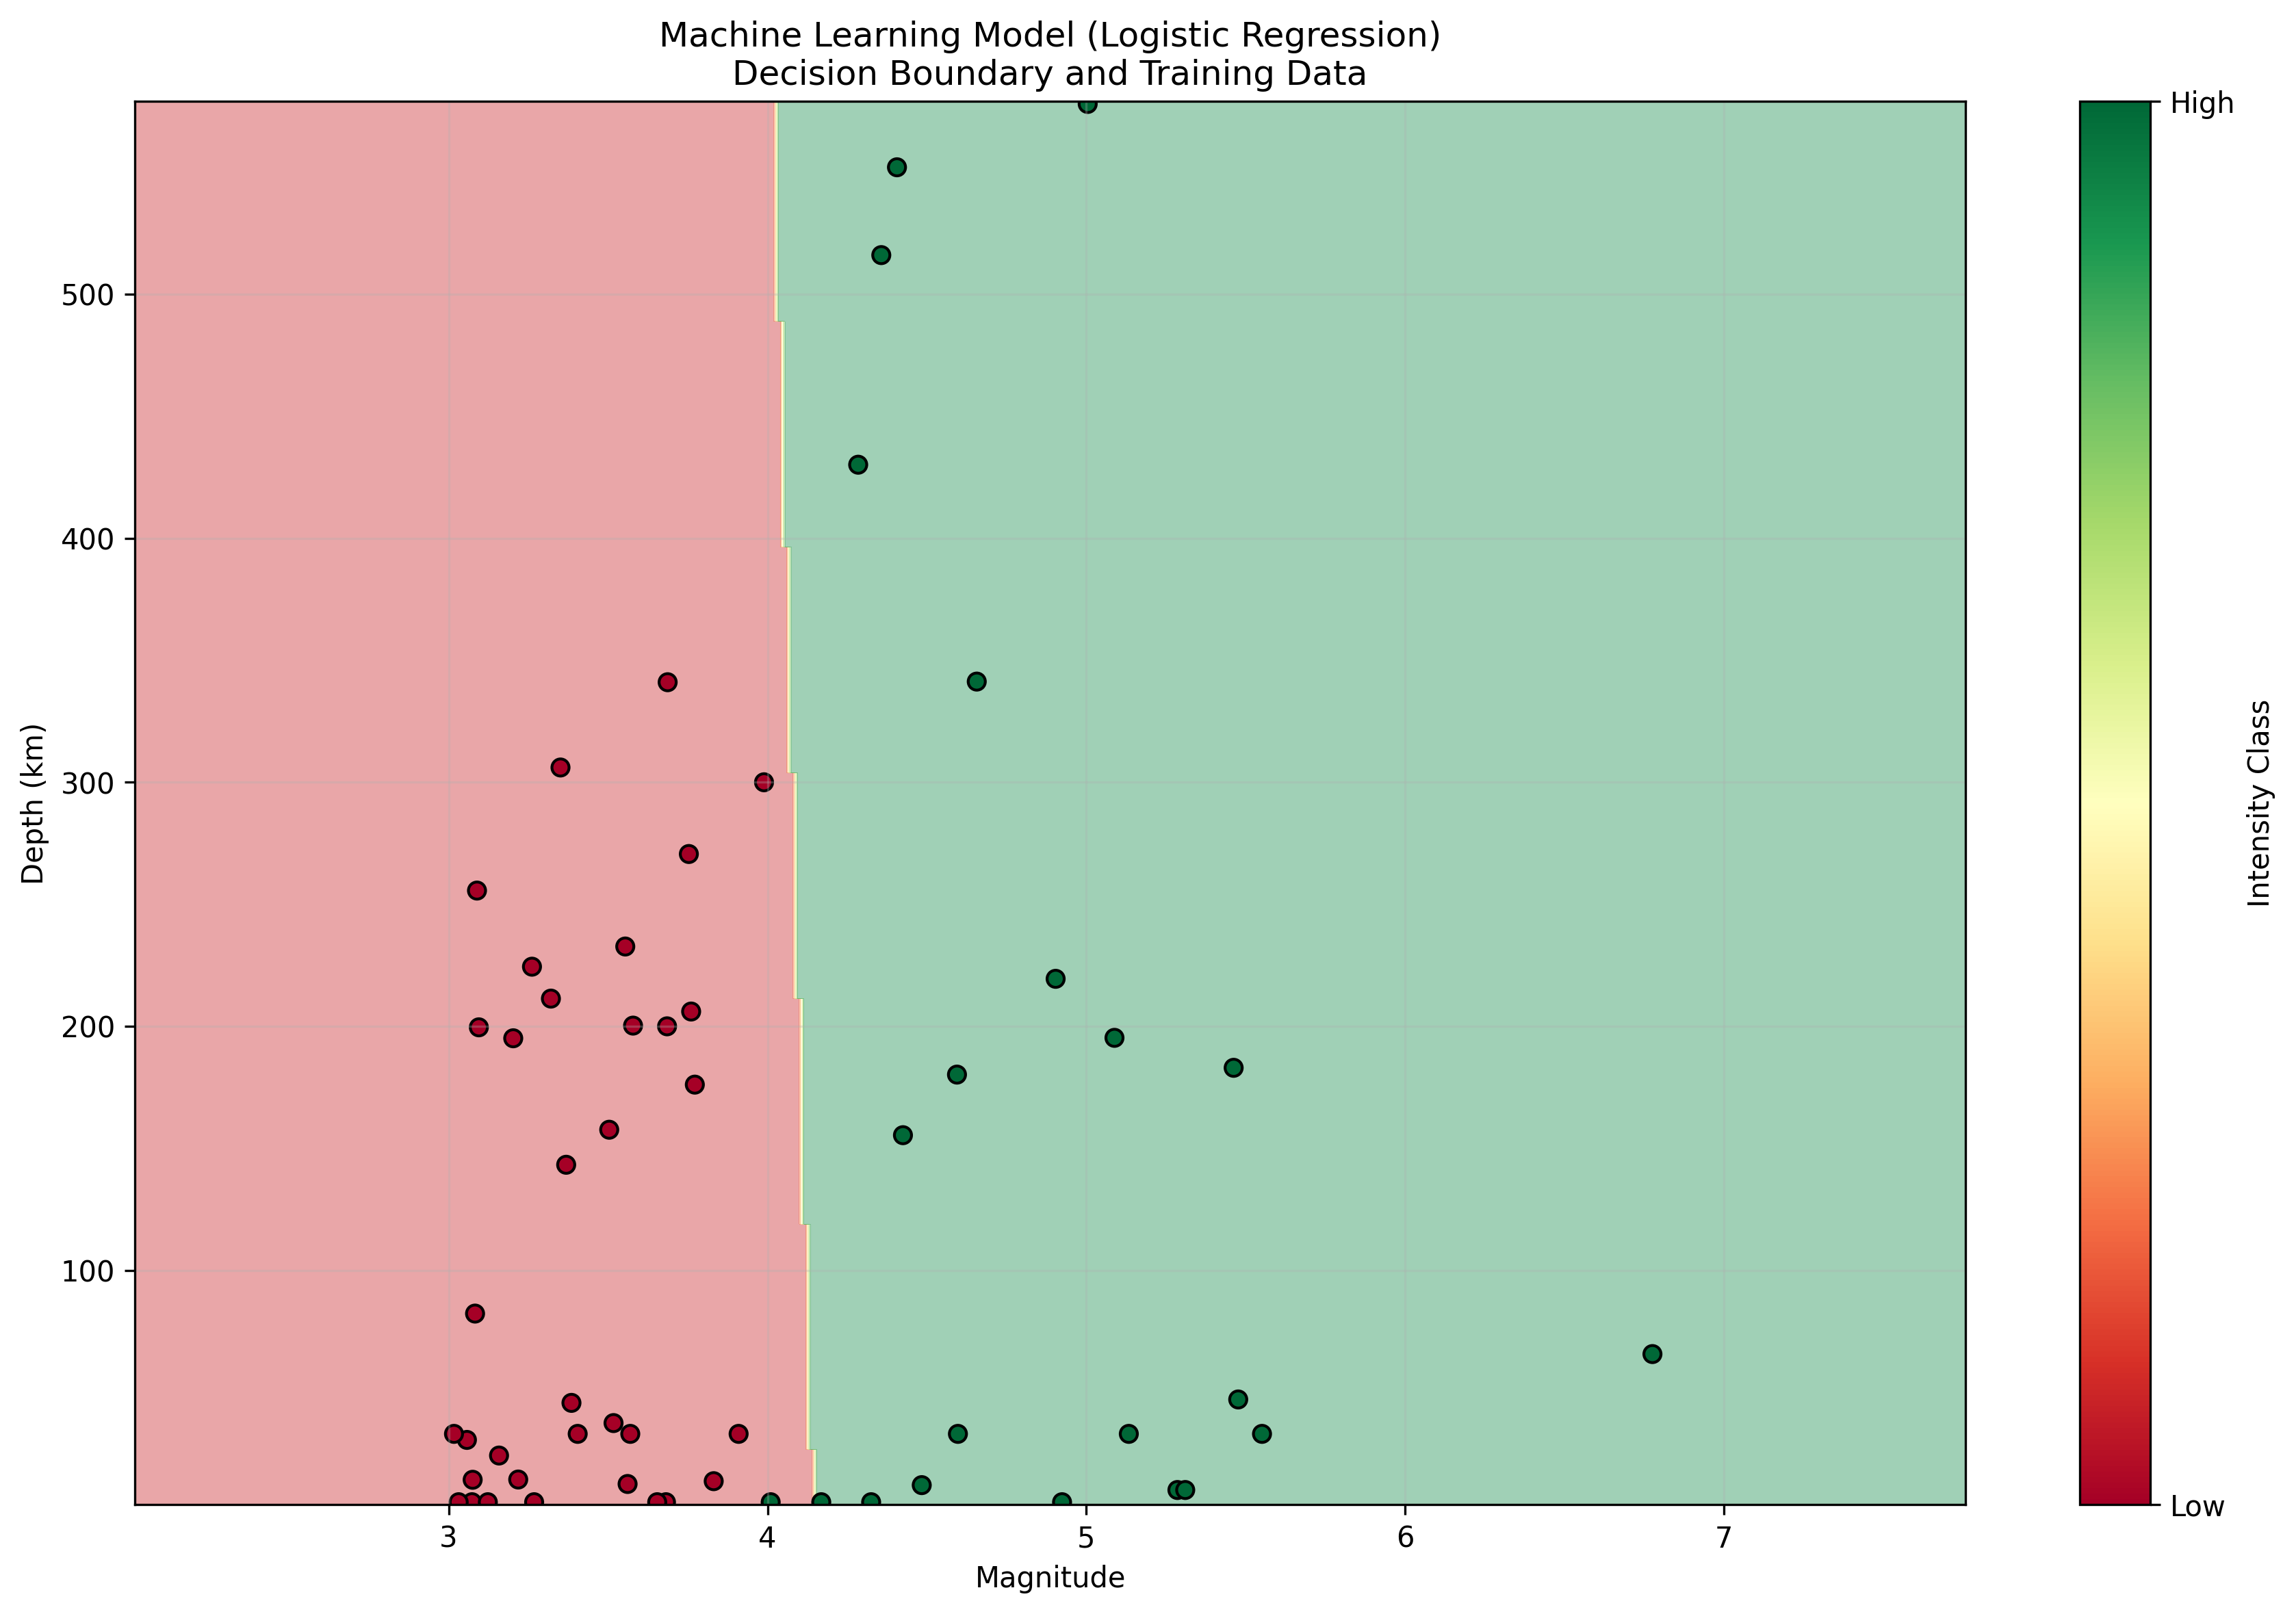 Machine Learning Model (Logistic Regression)
Decision Boundary and Training Data
High
500
400
300
200
100
Depth (km)
Intensity Class
Low
3
4
5
6
7
Magnitude